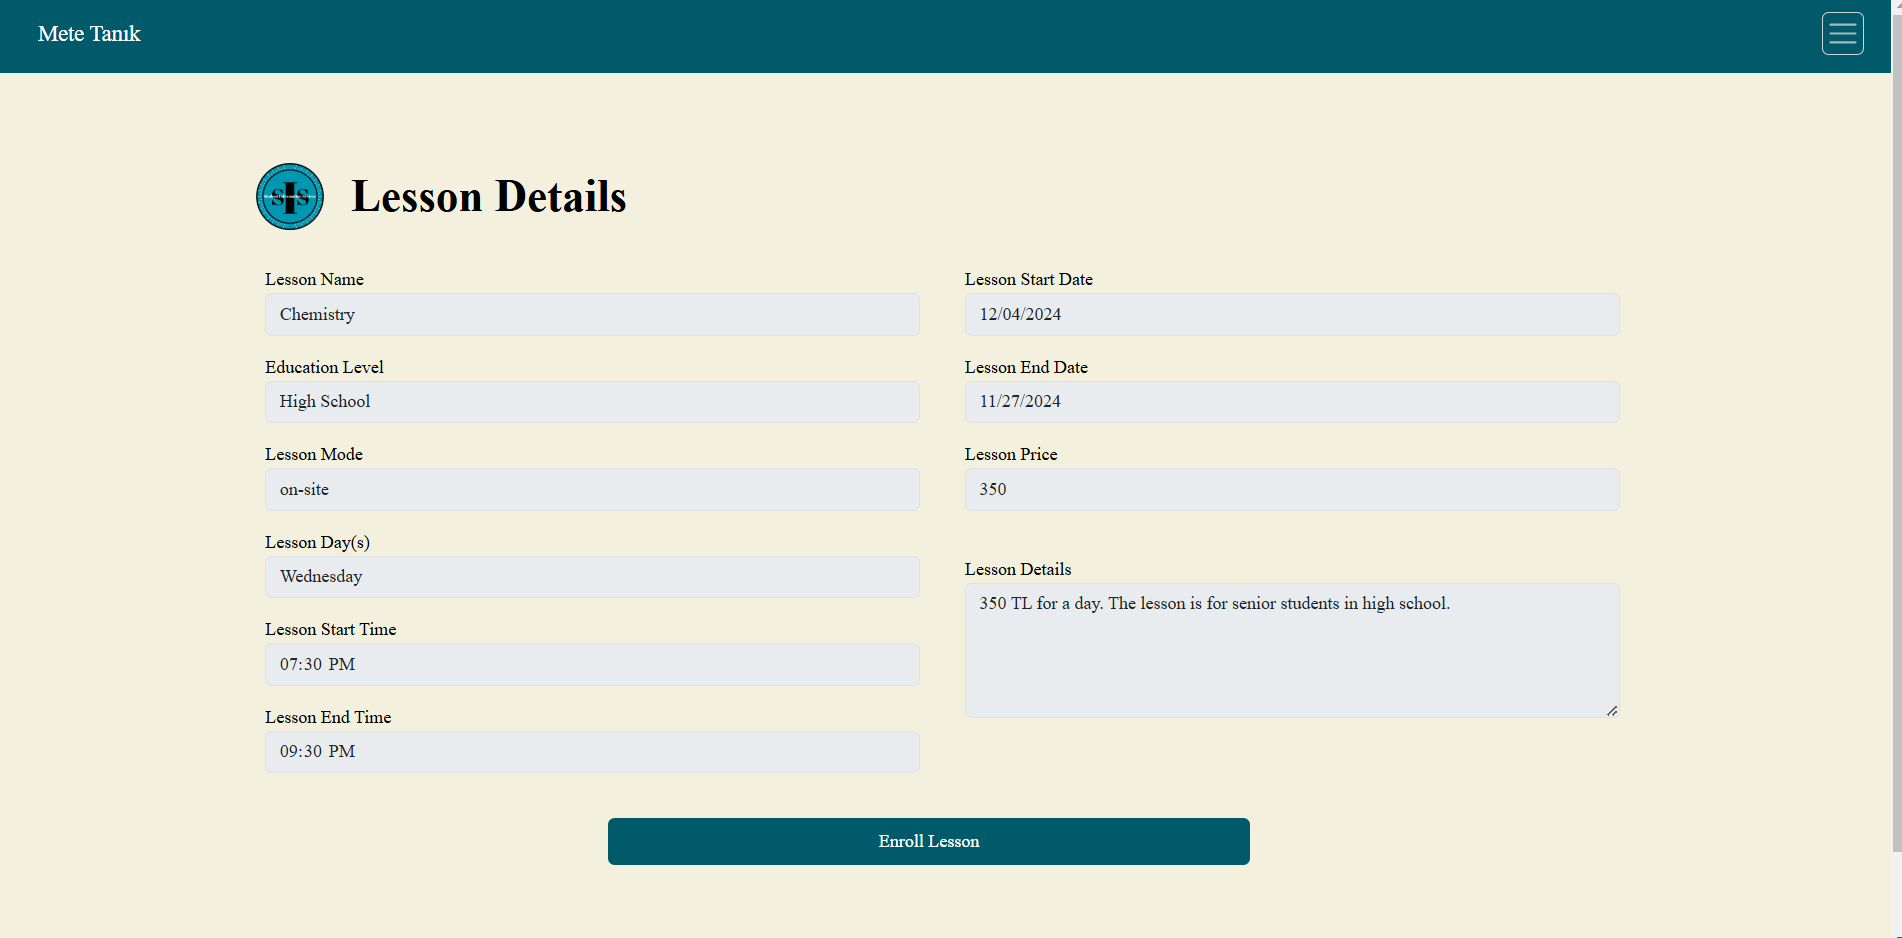 Mete Tanık
SIS
Lesson Details
Lesson Name
Chemistry
Education Level
High School
Lesson Mode
on-site
Lesson Day(s)
Wednesday
Lesson Start Time
07:30 PM
Lesson End Time
09:30 PM
Lesson Start Date
12/04/2024
Lesson End Date
11/27/2024
Lesson Price
350
Lesson Details
350 TL for a day. The lesson is for senior students in high school.
Enroll Lesson